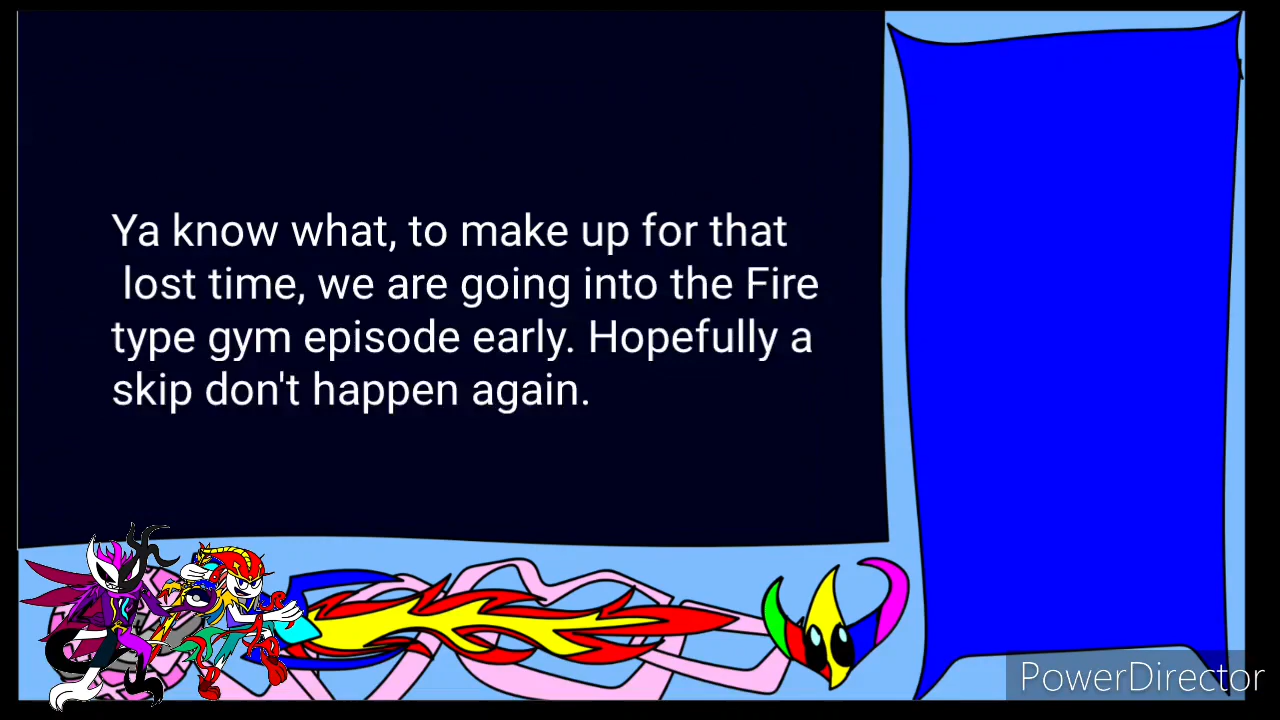 Ya know what, to make up for that
lost time, we are going into the Fire
type gym episode early. Hopefully a
skip don't happen again.
PowerDirector